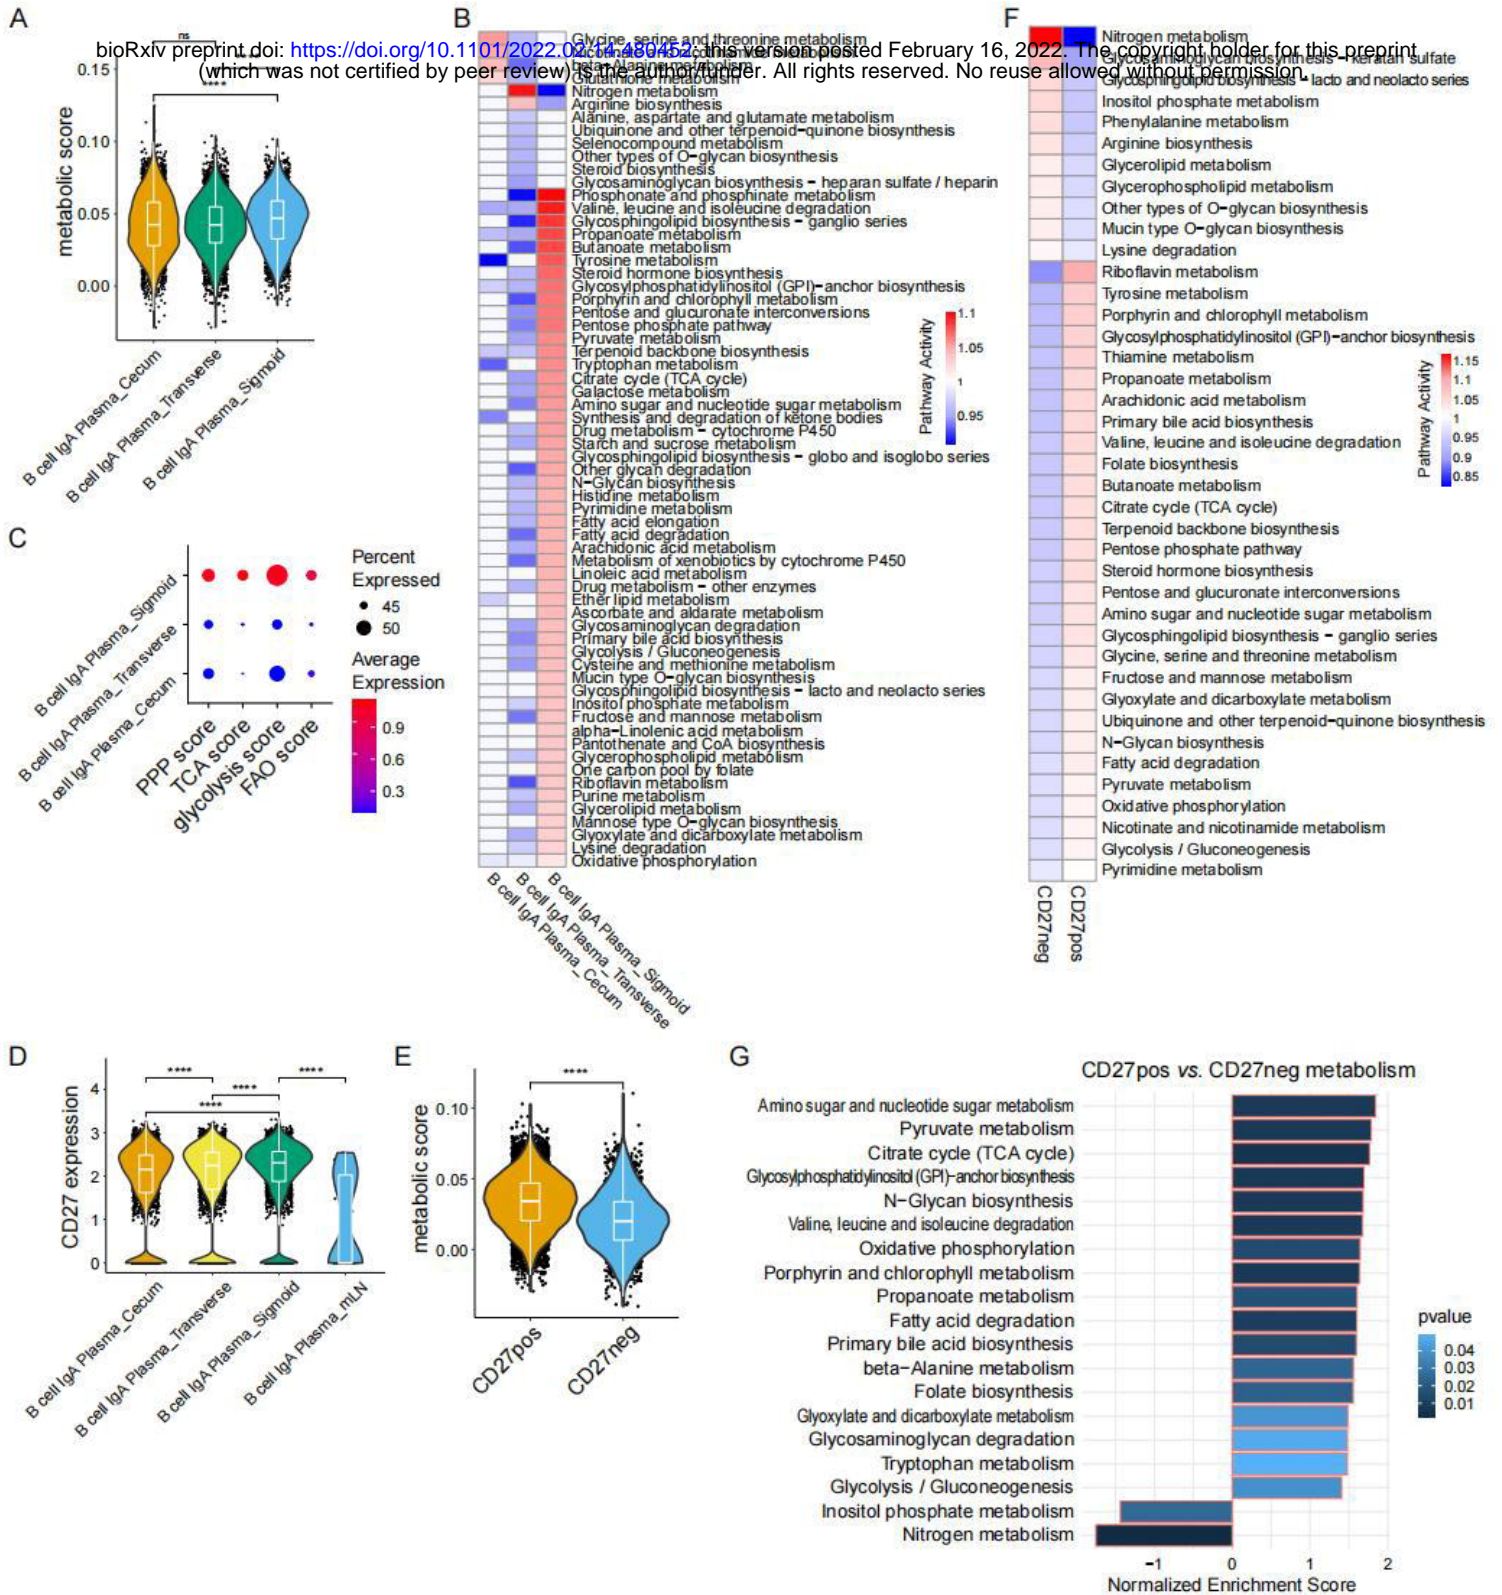 A
B
F
bioRxiv preprint doi: https://doi.org/10.1101/2022.02.14.480452; this version posted February 16, 2022. The copyright holder for this preprint
(which was not certified by peer review) is the author/funder. All rights reserved. No reuse allowed without permission.
ns
****
****
metabolic score
0.15
0.10
0.05
0.00
B cell IgA Plasma_Cecum
B cell IgA Plasma_Transverse
B cell IgA Plasma_Sigmoid
Glycine, serine and threonine metabolism
Nicotinate and nicotinamide metabolism
beta-Alanine metabolism
Glutathione metabolism
Nitrogen metabolism
Arginine biosynthesis
Alanine, aspartate and glutamate metabolism
Ubiquinone and other terpenoid-quinone biosynthesis
Selenocompound metabolism
Other types of O-glycan biosynthesis
Steroid biosynthesis
Glycosaminoglycan biosynthesis - heparan sulfate / heparin
Phosphonate and phosphinate metabolism
Valine, leucine and isoleucine degradation
Glycosphingolipid biosynthesis - ganglio series
Propanoate metabolism
Butanoate metabolism
Tyrosine metabolism
Steroid hormone biosynthesis
Glycosylphosphatidylinositol (GPI)-anchor biosynthesis
Porphyrin and chlorophyll metabolism
Pentose and glucuronate interconversions
Pentose phosphate pathway
Pyruvate metabolism
Terpenoid backbone biosynthesis
Tryptophan metabolism
Citrate cycle (TCA cycle)
Galactose metabolism
Amino sugar and nucleotide sugar metabolism
Synthesis and degradation of ketone bodies
Drug metabolism - cytochrome P450
Starch and sucrose metabolism
Glycosphingolipid biosynthesis - globo and isoglobo series
Other glycan degradation
N-Glycan biosynthesis
Histidine metabolism
Pyrimidine metabolism
Fatty acid elongation
Fatty acid degradation
Arachidonic acid metabolism
Metabolism of xenobiotics by cytochrome P450
Linoleic acid metabolism
Drug metabolism - other enzymes
Ether lipid metabolism
Ascorbate and aldarate metabolism
Glycosaminoglycan degradation
Primary bile acid biosynthesis
Glycolysis / Gluconeogenesis
Cysteine and methionine metabolism
Mucin type O-glycan biosynthesis
Glycosphingolipid biosynthesis - lacto and neolacto series
Inositol phosphate metabolism
Fructose and mannose metabolism
alpha-Linolenic acid metabolism
Pantothenate and CoA biosynthesis
Glycerophospholipid metabolism
One carbon pool by folate
Riboflavin metabolism
Purine metabolism
Glycerolipid metabolism
Mannose type O-glycan biosynthesis
Glyoxylate and dicarboxylate metabolism
Lysine degradation
Oxidative phosphorylation
B cell IgA Plasma_Cecum
B cell IgA Plasma_Transverse
B cell IgA Plasma_Sigmoid
Pathway Activity
1.1
1.05
1
0.95
Nitrogen metabolism
Glycosaminoglycan biosynthesis - keratan sulfate
Glycosphingolipid biosynthesis - lacto and neolacto series
Inositol phosphate metabolism
Phenylalanine metabolism
Arginine biosynthesis
Glycerolipid metabolism
Glycerophospholipid metabolism
Other types of O-glycan biosynthesis
Mucin type O-glycan biosynthesis
Lysine degradation
Riboflavin metabolism
Tyrosine metabolism
Porphyrin and chlorophyll metabolism
Glycosylphosphatidylinositol (GPI)-anchor biosynthesis
Thiamine metabolism
Propanoate metabolism
Arachidonic acid metabolism
Primary bile acid biosynthesis
Valine, leucine and isoleucine degradation
Folate biosynthesis
Butanoate metabolism
Citrate cycle (TCA cycle)
Terpenoid backbone biosynthesis
Pentose phosphate pathway
Steroid hormone biosynthesis
Pentose and glucuronate interconversions
Amino sugar and nucleotide sugar metabolism
Glycosphingolipid biosynthesis - ganglio series
Glycine, serine and threonine metabolism
Fructose and mannose metabolism
Glyoxylate and dicarboxylate metabolism
Ubiquinone and other terpenoid-quinone biosynthesis
N-Glycan biosynthesis
Fatty acid degradation
Pyruvate metabolism
Oxidative phosphorylation
Nicotinate and nicotinamide metabolism
Glycolysis / Gluconeogenesis
Pyrimidine metabolism
CD27neg
CD27pos
Pathway Activity
1.15
1.1
1.05
1
0.95
0.9
0.85
C
B cell IgA Plasma_Sigmoid
B cell IgA Plasma_Transverse
B cell IgA Plasma_Cecum
PPP score
TCA score
glycolysis score
FAO score
Percent
Expressed
45
50
Average
Expression
0.9
0.6
0.3
D
CD27 expression
4
3
2
1
0
****
****
****
****
B cell IgA Plasma_Cecum
B cell IgA Plasma_Transverse
B cell IgA Plasma_Sigmoid
B cell IgA Plasma_mLN
E
metabolic score
0.10
0.05
0.00
****
CD27pos
CD27neg
G
CD27pos vs. CD27neg metabolism
Amino sugar and nucleotide sugar metabolism
Pyruvate metabolism
Citrate cycle (TCA cycle)
Glycosylphosphatidylinositol (GPI)-anchor biosynthesis
N-Glycan biosynthesis
Valine, leucine and isoleucine degradation
Oxidative phosphorylation
Porphyrin and chlorophyll metabolism
Propanoate metabolism
Fatty acid degradation
Primary bile acid biosynthesis
beta-Alanine metabolism
Folate biosynthesis
Glyoxylate and dicarboxylate metabolism
Glycosaminoglycan degradation
Tryptophan metabolism
Glycolysis / Gluconeogenesis
Inositol phosphate metabolism
Nitrogen metabolism
-1
0
1
2
Normalized Enrichment Score
pvalue
0.04
0.03
0.02
0.01